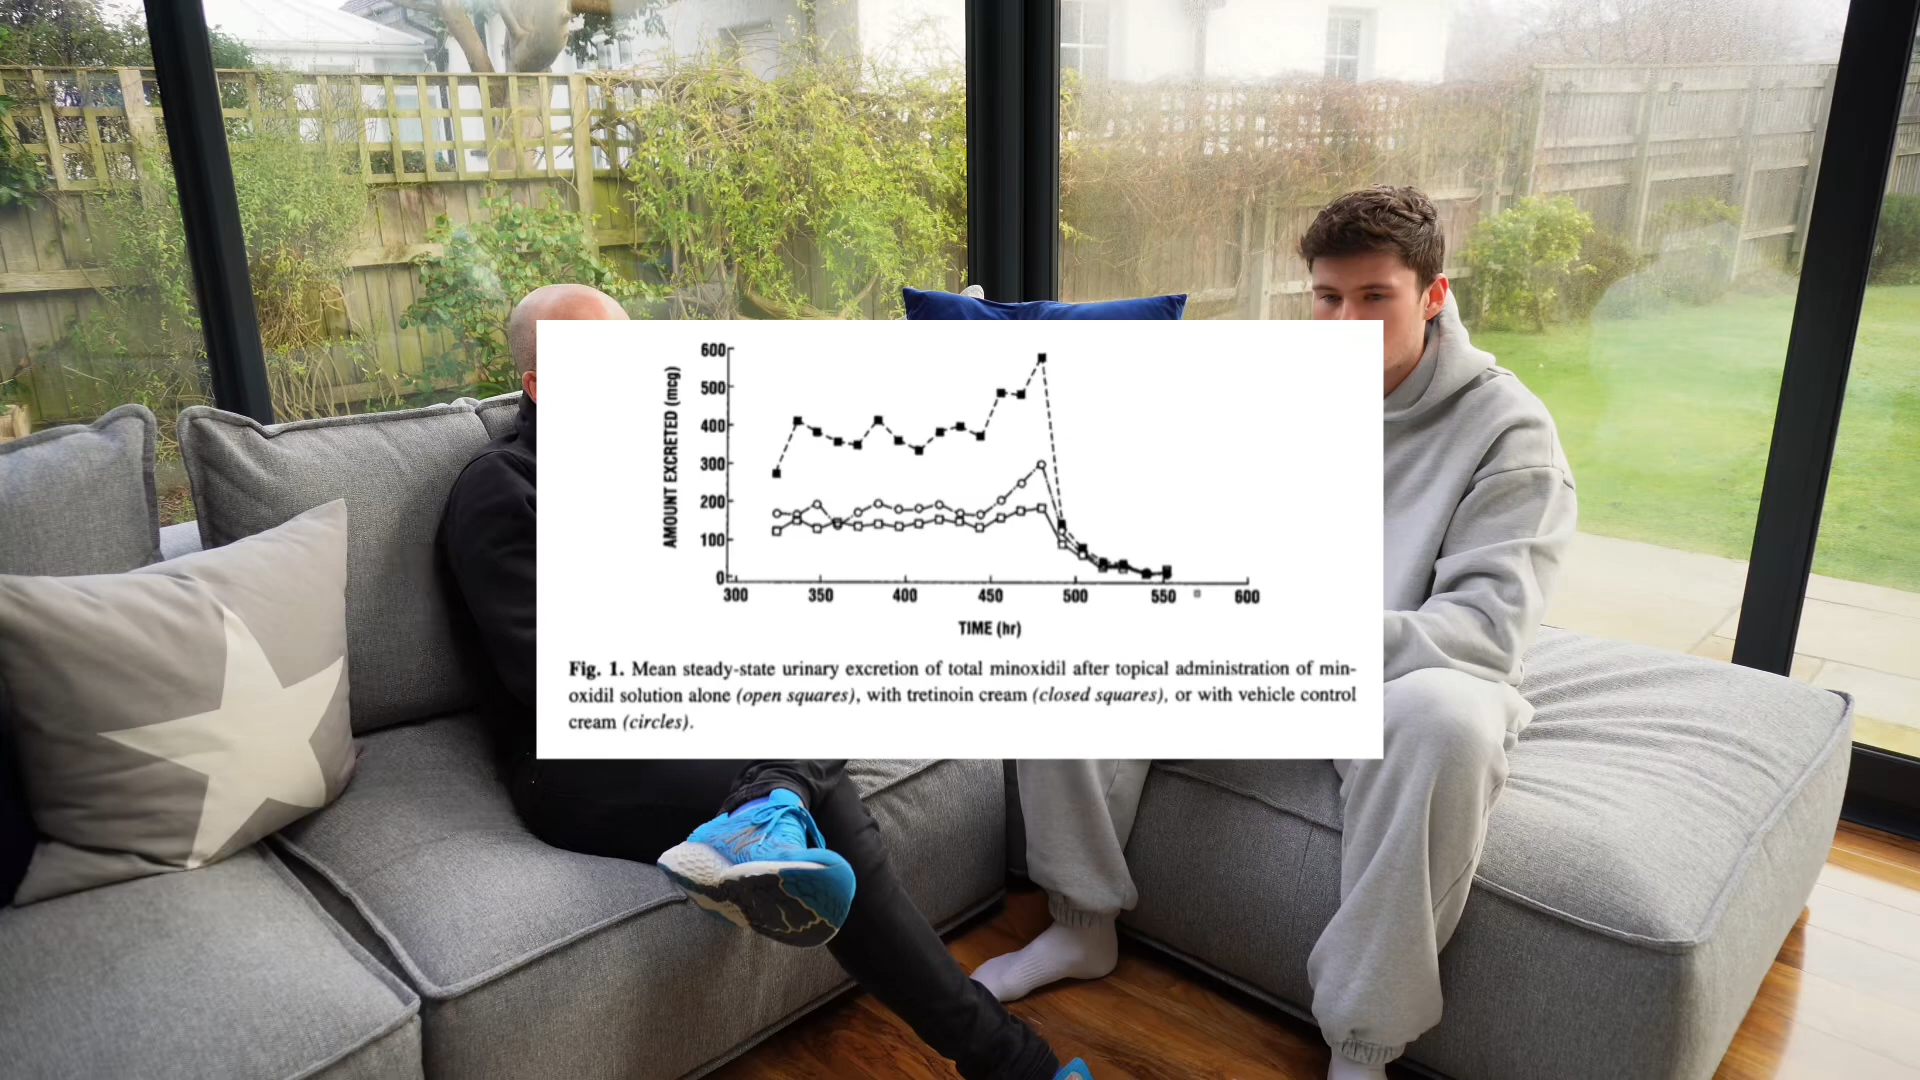 600
500
400
300
200
100
0
AMOUNT EXCRETED (mcg)
300 350 400 450 500 550 600
TIME (hr)
Fig. 1. Mean steady-state urinary excretion of total minoxidil after topical administration of min-
oxidil solution alone (open squares), with tretinoin cream (closed squares), or with vehicle control
cream (circles).